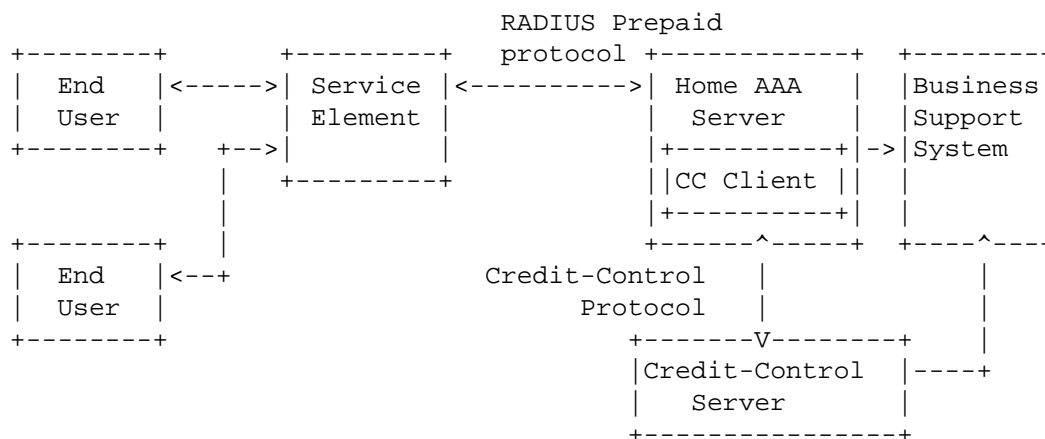 RADIUS Prepaid
protocol
End Service Home AAA Business
User Element Server Support
System
CC Client
End Credit-Control
User Protocol
Credit-Control
Server